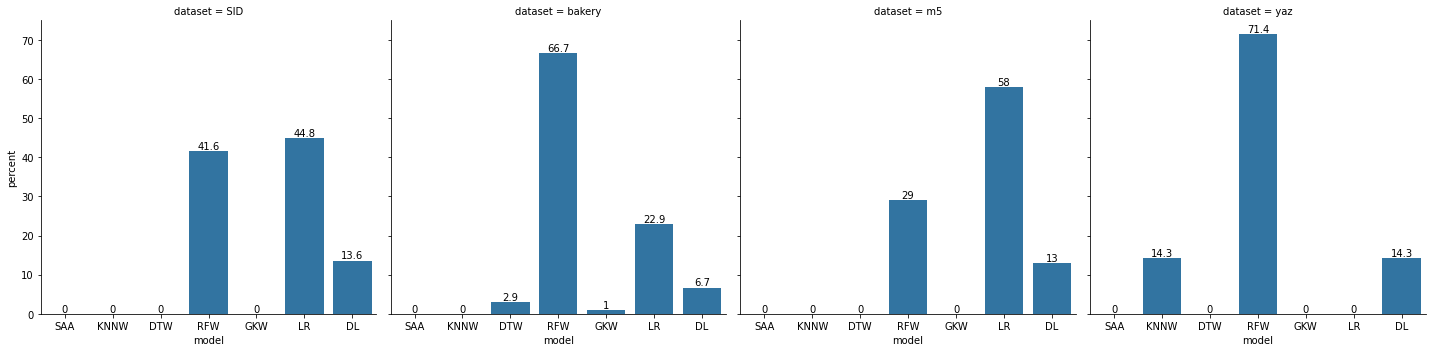 dataset = SID
dataset = bakery
dataset = m5
dataset = yaz
percent
70
60
50
40
30
20
10
0
0 0 0 41.6 0 44.8 13.6
SAA KNNW DTW RFW GKW LR DL
model
0 0 2.9 66.7 1 22.9 6.7
SAA KNNW DTW RFW GKW LR DL
model
0 0 0 29 0 58 13
SAA KNNW DTW RFW GKW LR DL
model
0 14.3 0 71.4 0 0 14.3
SAA KNNW DTW RFW GKW LR DL
model